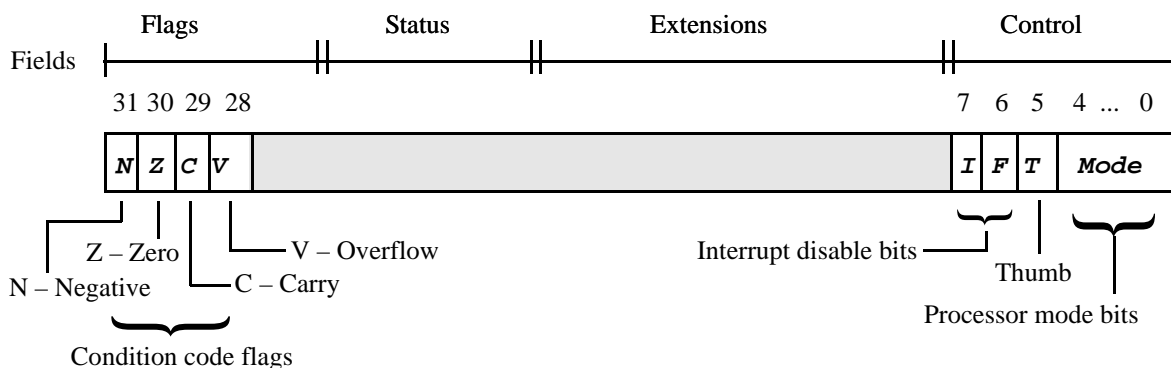 Flags Status Extensions Control
Fields
31 30 29 28 7 6 5 4 ... 0
N Z C V I F T Mode
Z – Zero V – Overflow Interrupt disable bits
Thumb
N – Negative C – Carry
Processor mode bits
Condition code flags